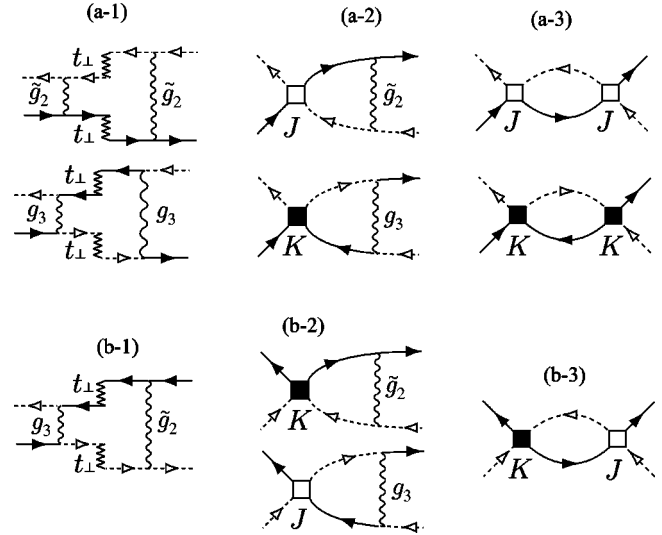 (a-1)
(a-2)
(a-3)
t⊥
g̃2
g̃2
t⊥
J
g̃2
J
J
t⊥
g3
g3
t⊥
K
g3
K
K
(b-1)
(b-2)
(b-3)
t⊥
g3
g̃2
t⊥
K
g̃2
J
g3
K
J